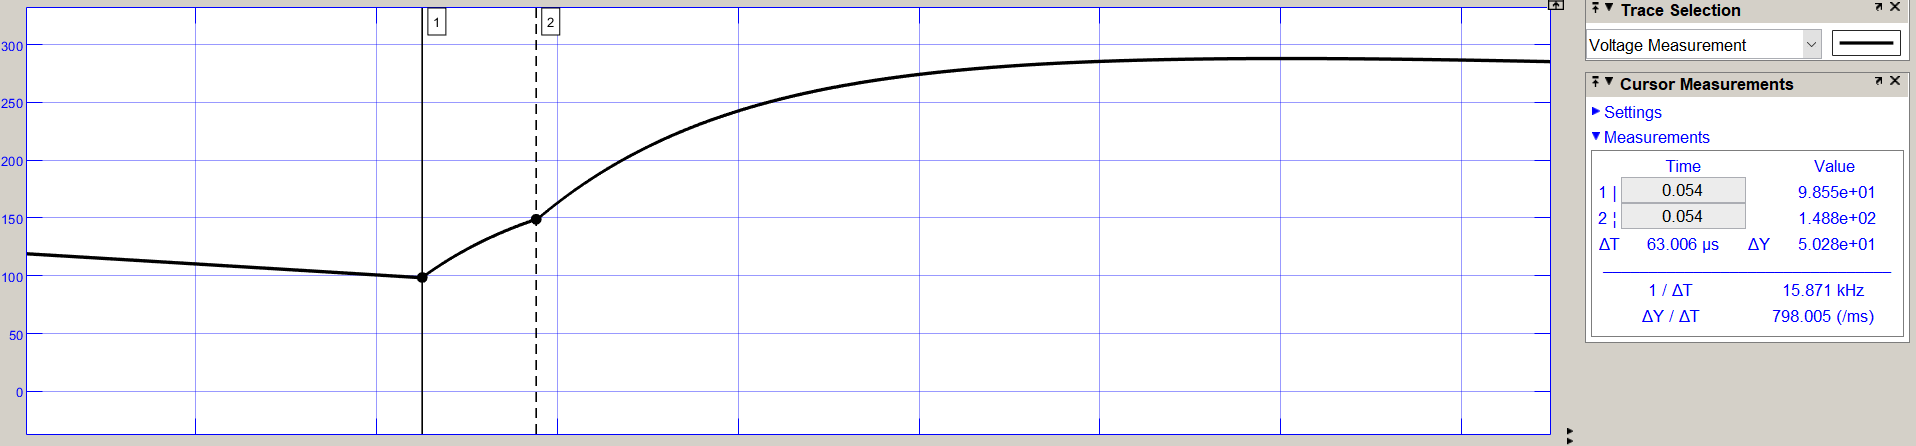 1
2
300
250
200
150
100
50
0
Trace Selection
Voltage Measurement
Cursor Measurements
Settings
Measurements
Time Value
1 | 0.054 9.855e+01
2 ¦ 0.054 1.488e+02
ΔT 63.006 µs ΔY 5.028e+01
1 / ΔT 15.871 kHz
ΔY / ΔT 798.005 (/ms)